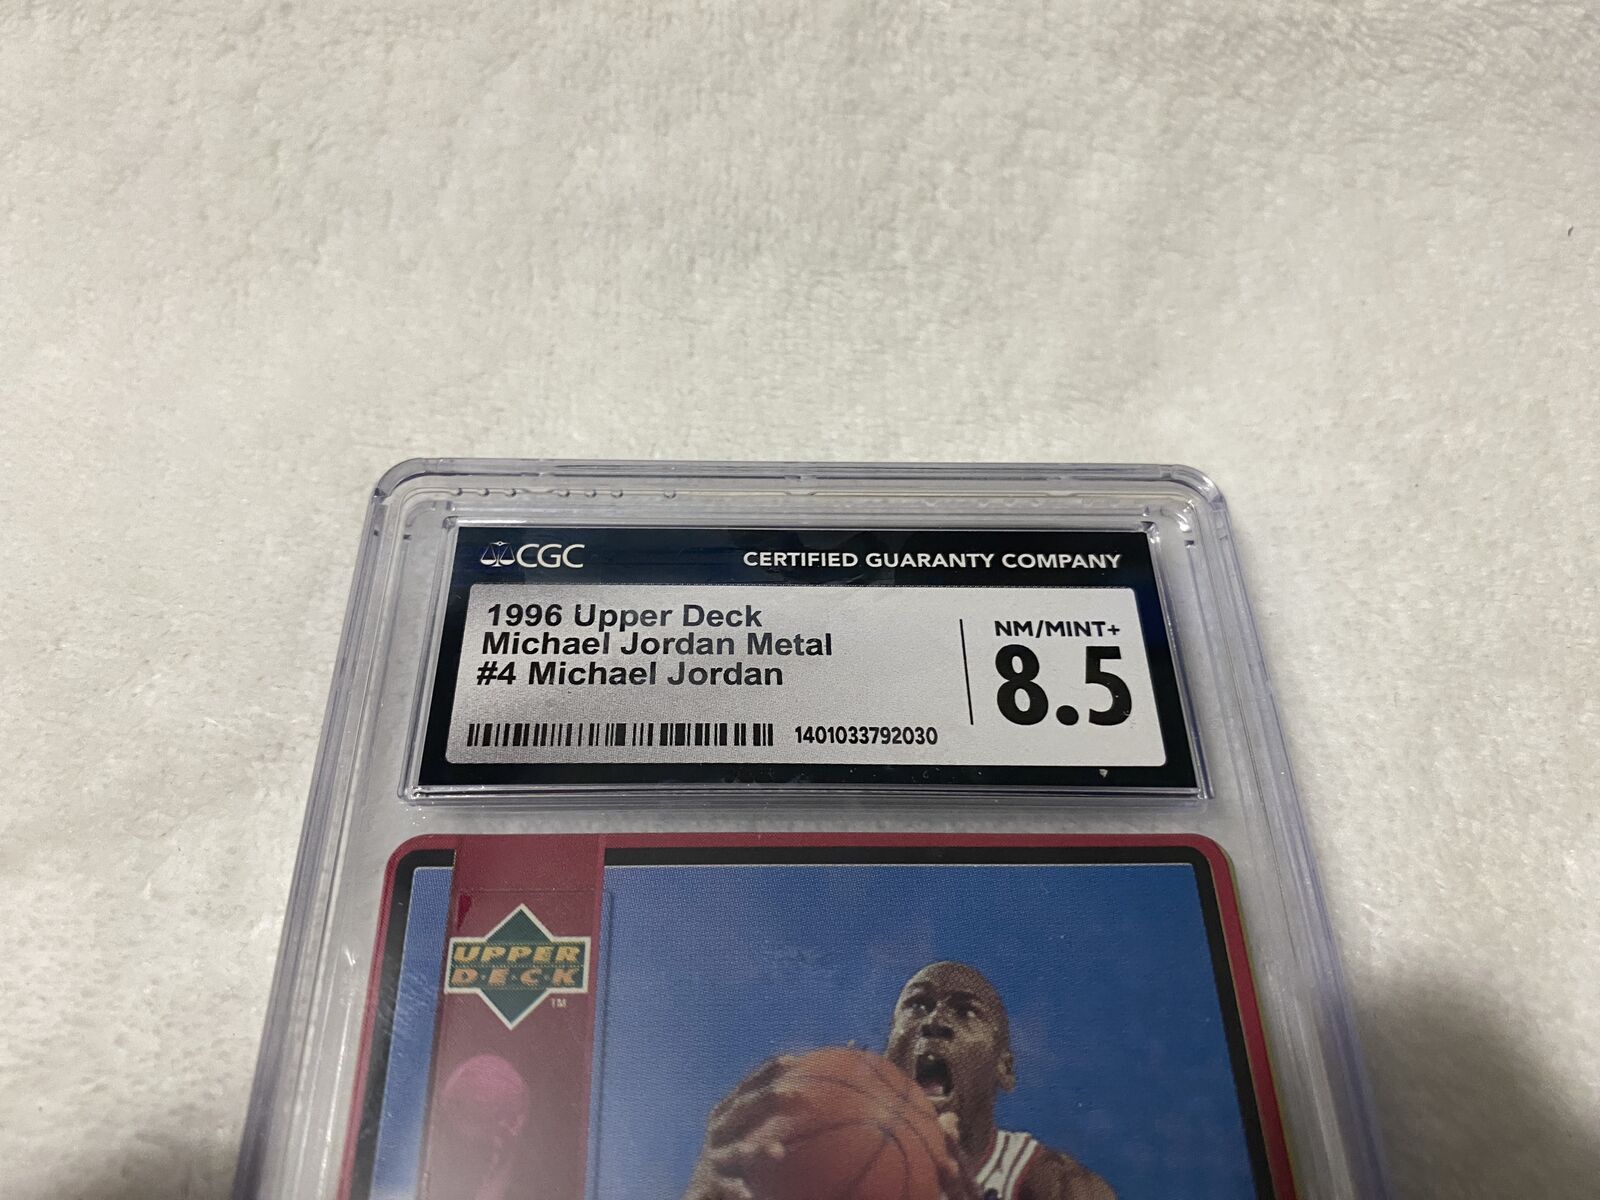 CGC
CERTIFIED GUARANTY COMPANY
1996 Upper Deck
Michael Jordan Metal
#4 Michael Jordan
1401033792030
NM/MINT+
8.5
UPPER
D·E·C·K
TM